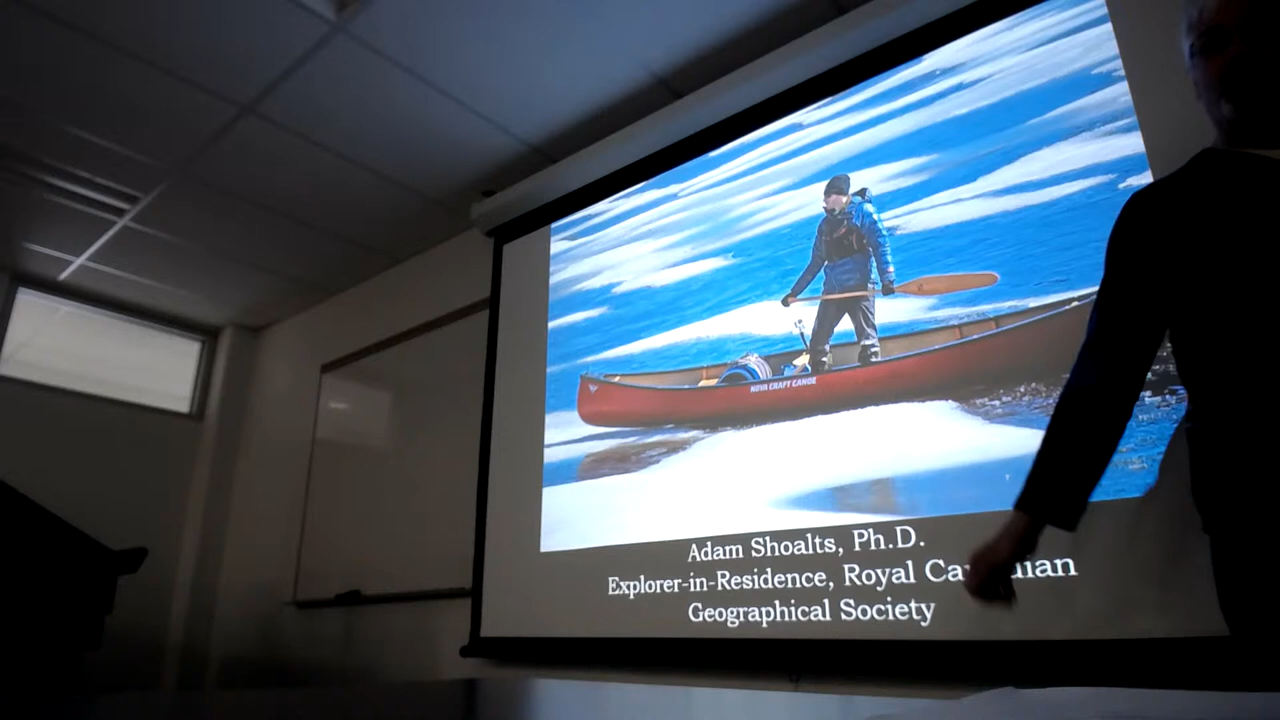 NOVA CRAFT CANOE
Adam Shoalts, Ph.D.
Explorer-in-Residence, Royal
Geographical Society